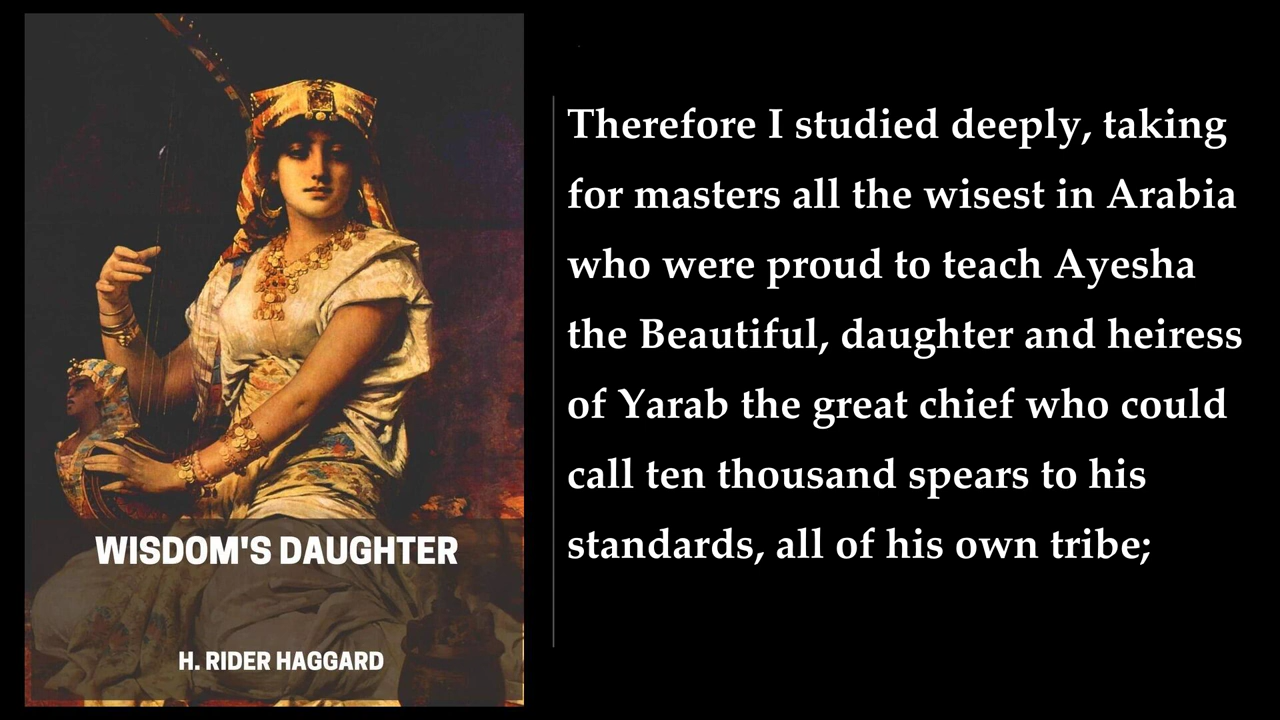 WISDOM'S DAUGHTER
H. RIDER HAGGARD
Therefore I studied deeply, taking
for masters all the wisest in Arabia
who were proud to teach Ayesha
the Beautiful, daughter and heiress
of Yarab the great chief who could
call ten thousand spears to his
standards, all of his own tribe;